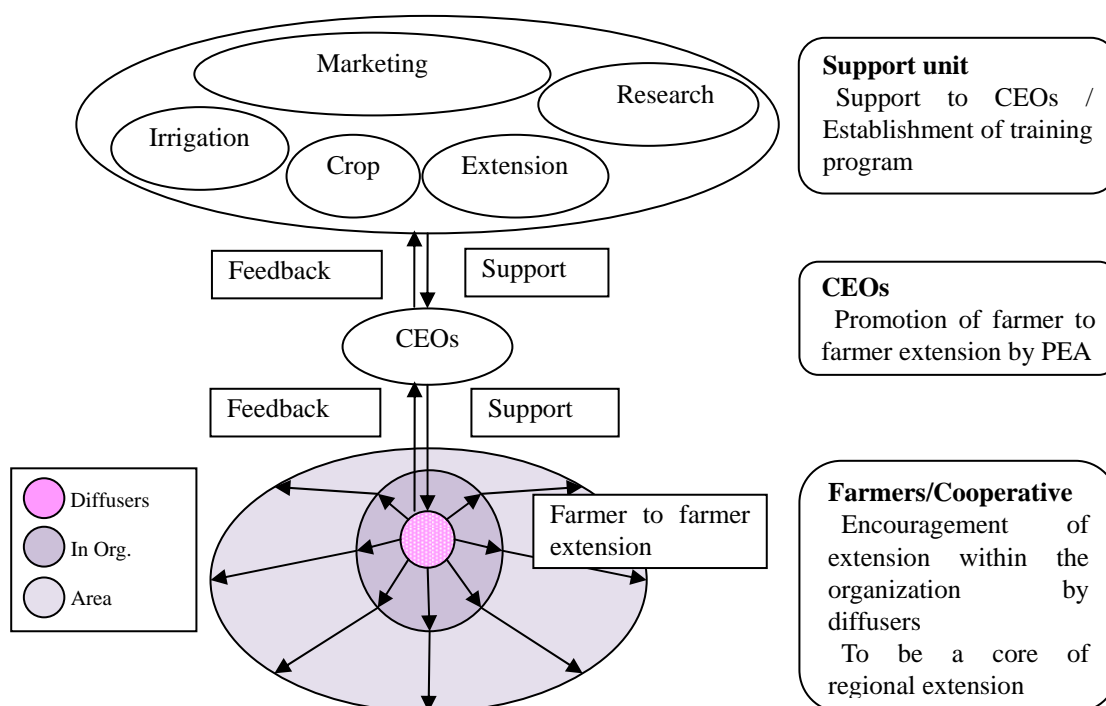 Marketing
Research
Irrigation
Crop
Extension
Support unit
Support to CEOs /
Establishment of training
program
Feedback
Support
CEOs
CEOs
Promotion of farmer to
farmer extension by PEA
Feedback
Support
Diffusers
In Org.
Area
Farmer to farmer
extension
Farmers/Cooperative
Encouragement of
extension within the
organization by
diffusers
To be a core of
regional extension